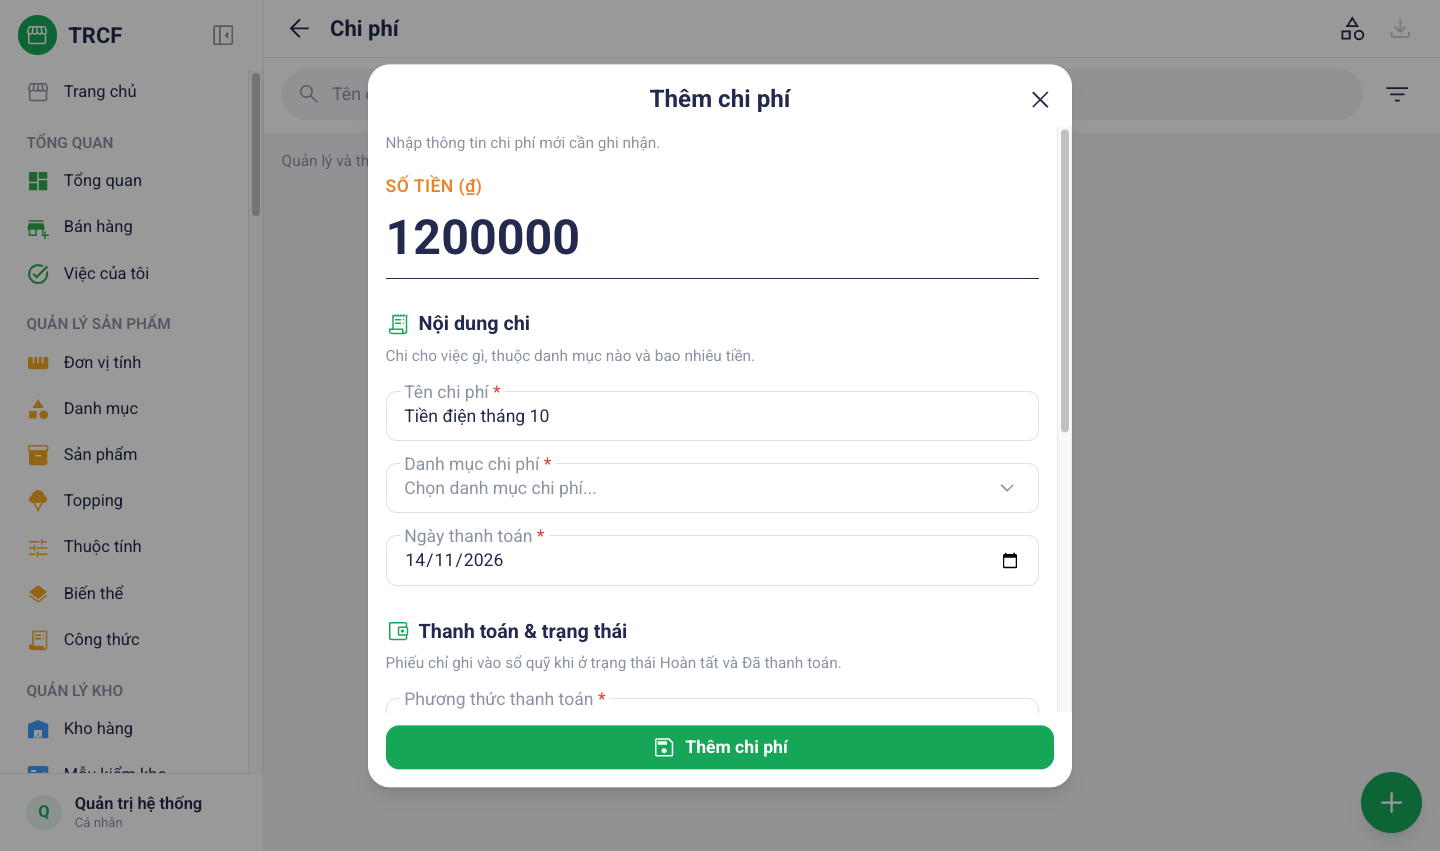 TRCF
Trang chủ
TỔNG QUAN
Tổng quan
Bán hàng
Việc của tôi
QUẢN LÝ SẢN PHẨM
Đơn vị tính
Danh mục
Sản phẩm
Topping
Thuộc tính
Biến thể
Công thức
QUẢN LÝ KHO
Kho hàng
Mẫu kiểm kho
Q
Quản trị hệ thống
Cá nhân
Chi phí
Tên
Quản lý và th
Thêm chi phí
Nhập thông tin chi phí mới cần ghi nhận.
SỐ TIỀN (₫)
1200000
Nội dung chi
Chi cho việc gì, thuộc danh mục nào và bao nhiêu tiền.
Tên chi phí *
Tiền điện tháng 10
Danh mục chi phí *
Chọn danh mục chi phí...
Ngày thanh toán *
14/11/2026
Thanh toán & trạng thái
Phiếu chỉ ghi vào sổ quỹ khi ở trạng thái Hoàn tất và Đã thanh toán.
Phương thức thanh toán *
Thêm chi phí